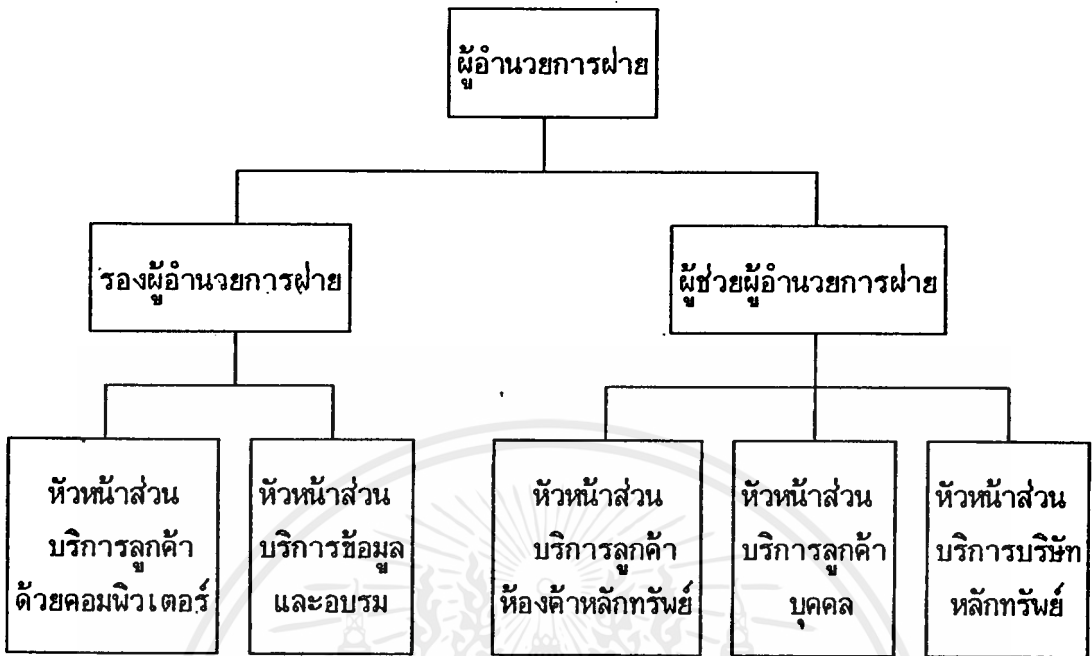 ผู้อำนวยการฝ่าย
รองผู้อำนวยการฝ่าย
ผู้ช่วยผู้อำนวยการฝ่าย
หัวหน้าส่วน
บริการลูกค้า
ด้วยคอมพิวเตอร์
หัวหน้าส่วน
บริการข้อมูล
และอบรม
หัวหน้าส่วน
บริการลูกค้า
ห้องค้าหลักทรัพย์
หัวหน้าส่วน
บริการลูกค้า
บุคคล
หัวหน้าส่วน
บริการบริษัท
หลักทรัพย์